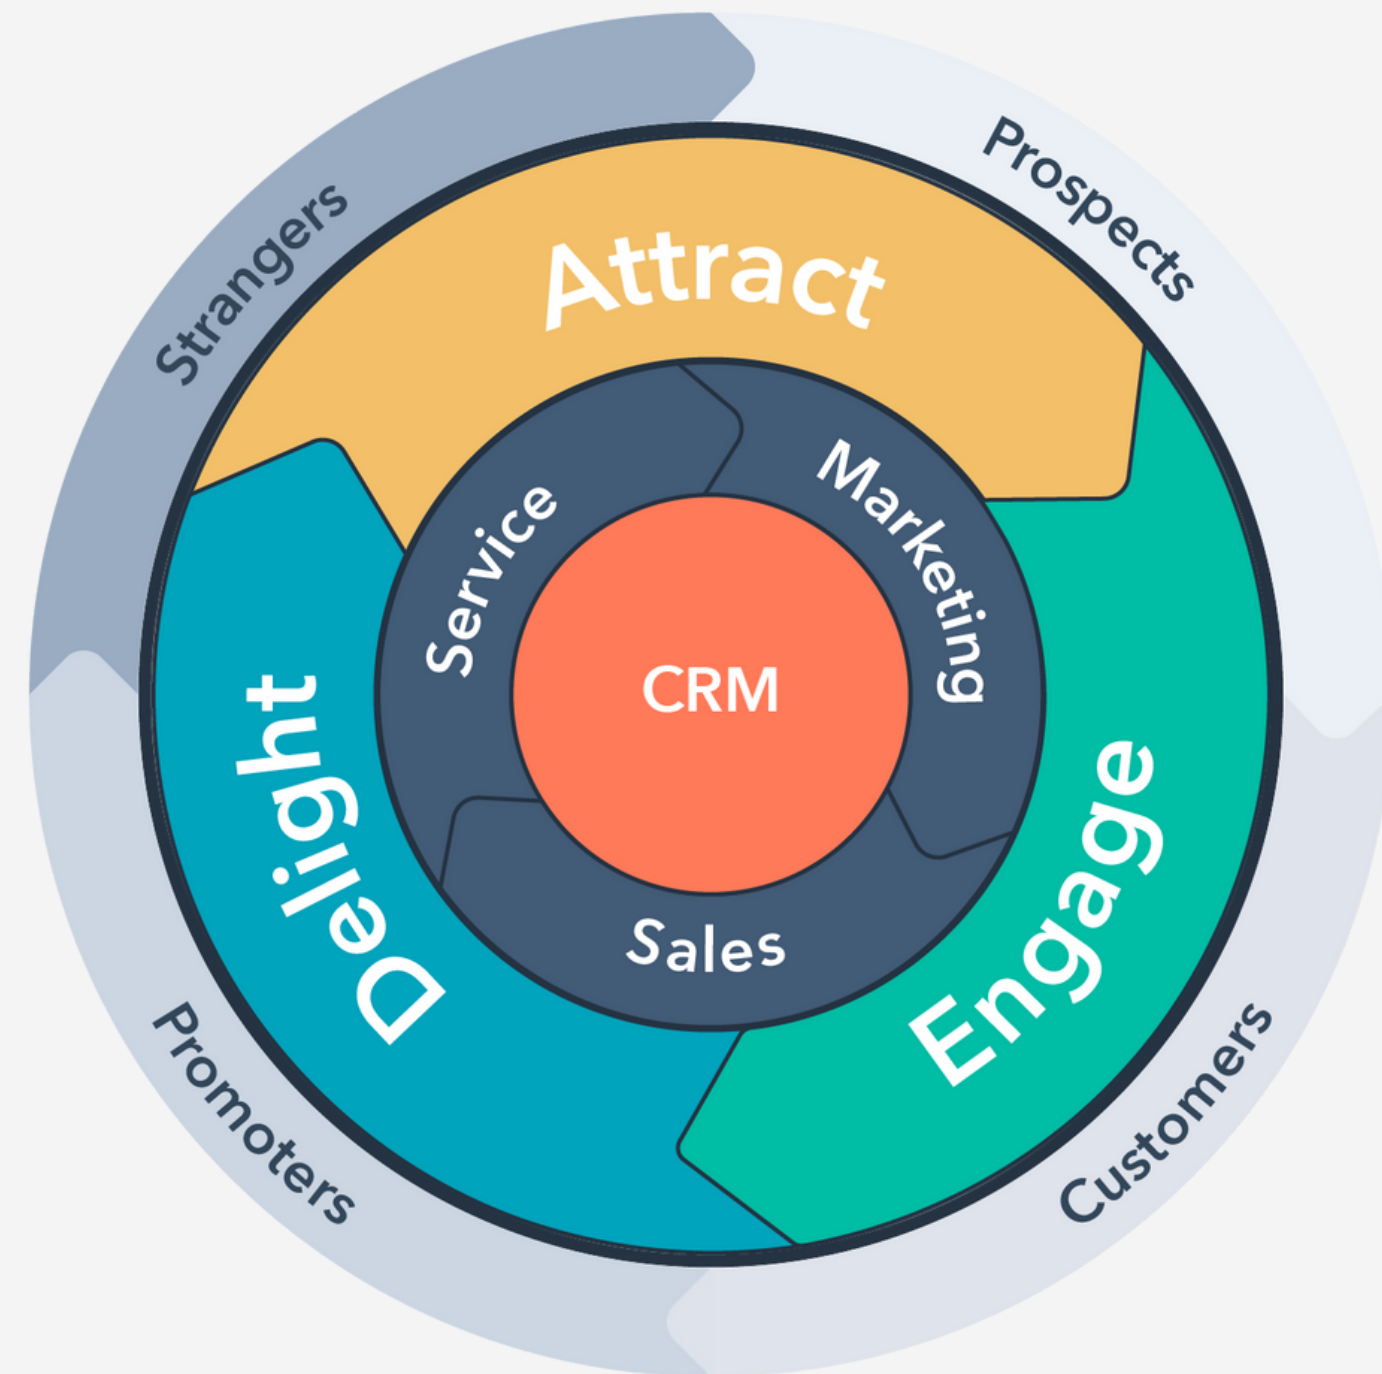 Strangers
Prospects
Customers
Promoters
Attract
Engage
Delight
Service
Marketing
Sales
CRM